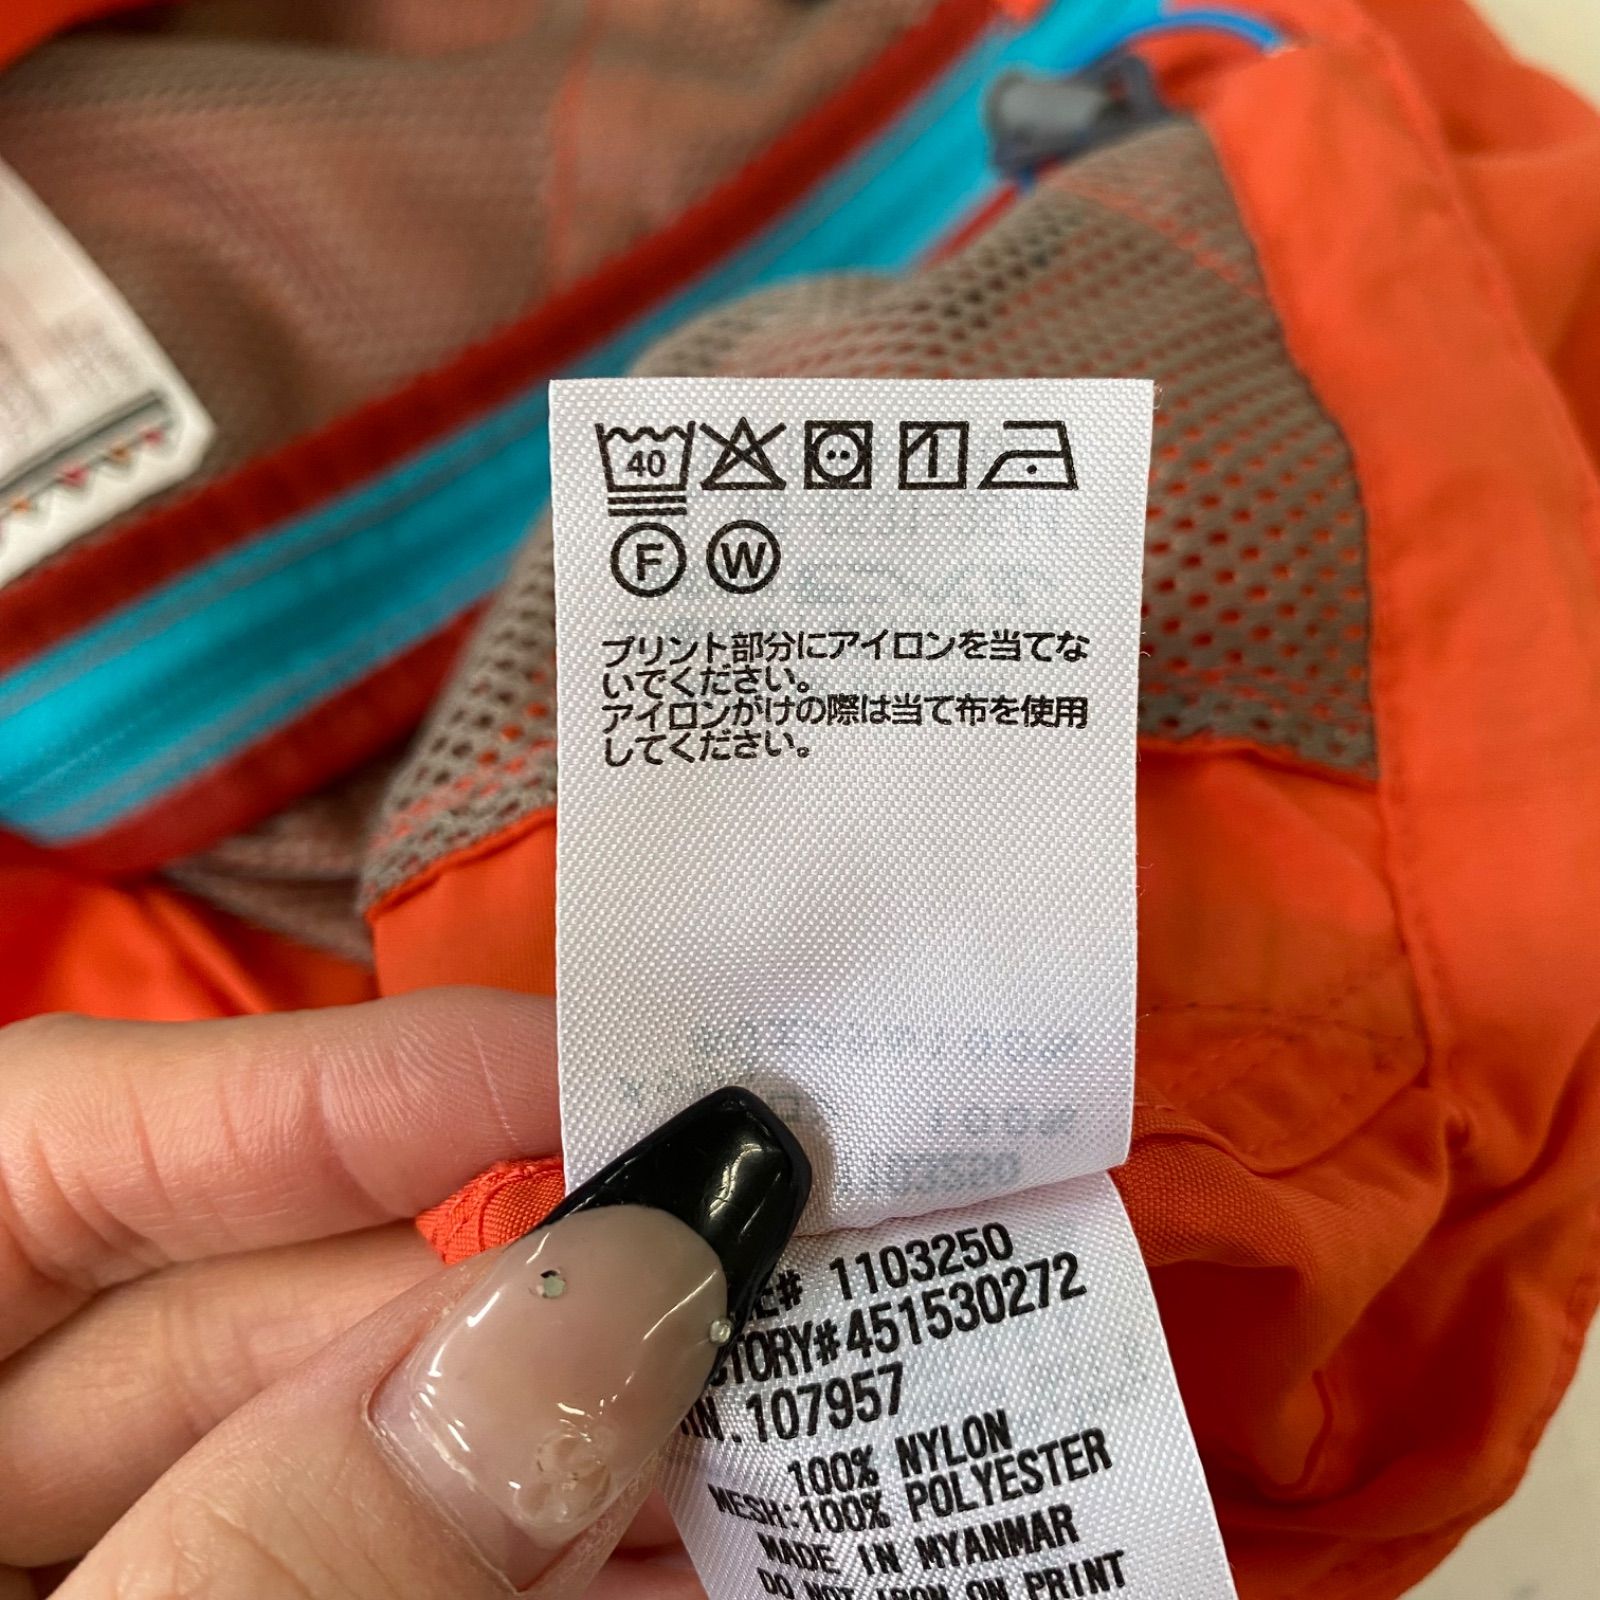 40
F W
プリント部分にアイロンを当てな
いでください。
アイロンがけの際は当て布を使用
してください。
# 1103250
#451530272
107957
100% NYLON
MESH:100% POLYESTER
MADE IN MYANMAR
DO NOT IRON ON PRINT